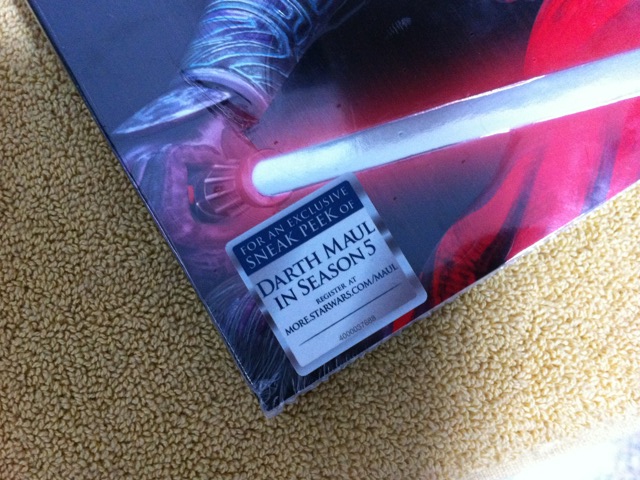 FOR AN EXCLUSIVE
SNEAK PEEK OF
DARTH MAUL
IN SEASON 5
REGISTER AT
MORE.STARWARS.COM/MAUL